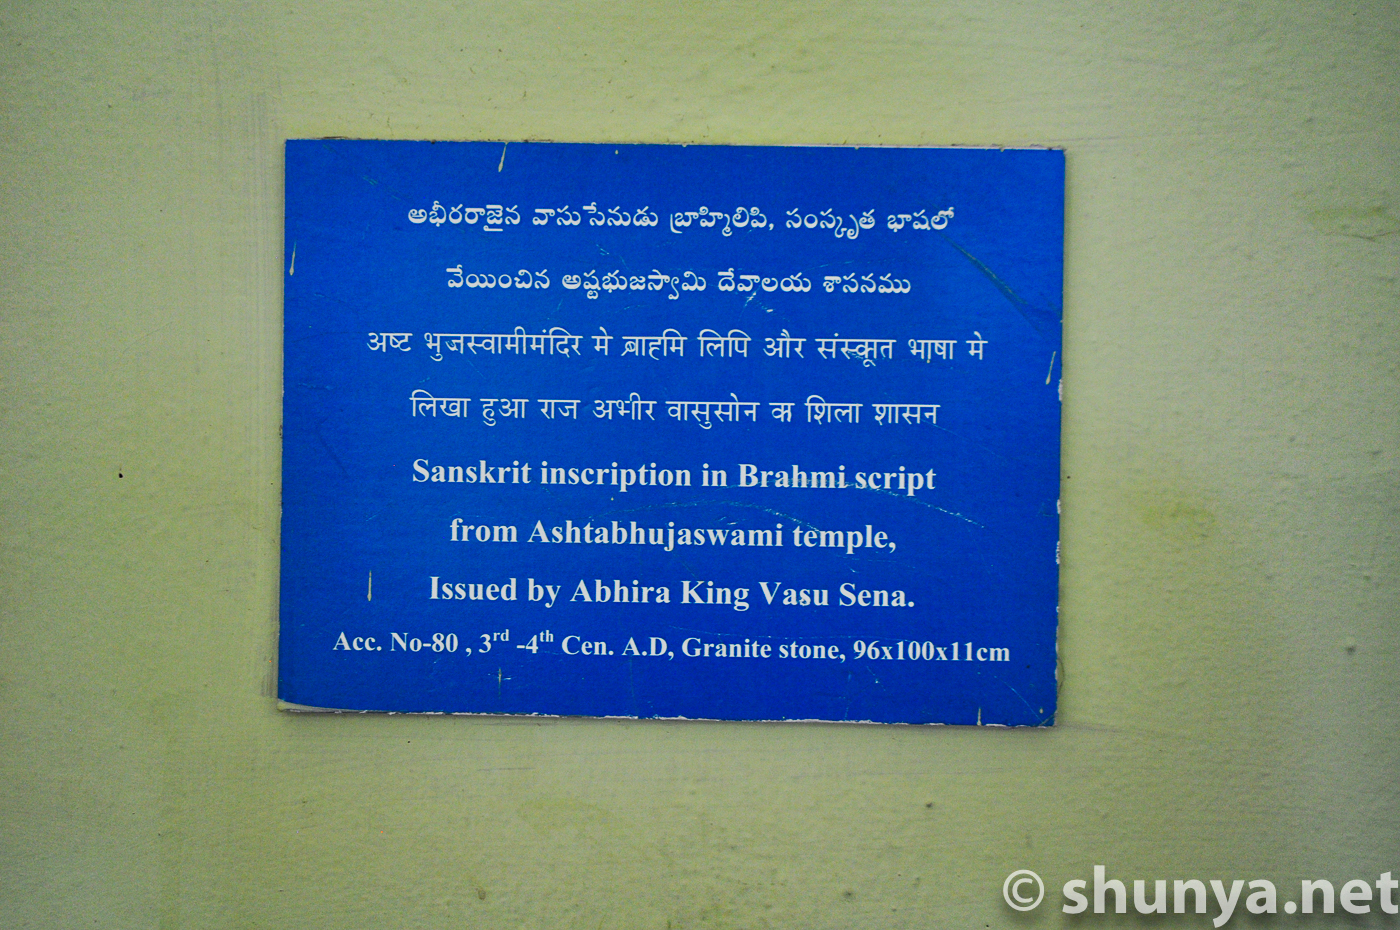 అభీరరాజైన వాసుసేనుడు బ్రాహ్మిలిపి, సంస్కృత భాషలో
వేయించిన అష్టభుజస్వామి దేవాలయ శాసనము
अष्ट भुजस्वामीमंदिर मे ब्राहमि लिपि और संस्कृात भाषा मे
लिखा हुआ राज अभीर वासुसोन क शिला शासन
Sanskrit inscription in Brahmi script
from Ashtabhujaswami temple,
Issued by Abhira King Vasu Sena.
Acc. No-80 , 3rd -4th Cen. A.D, Granite stone, 96x100x11cm
© shunya.net